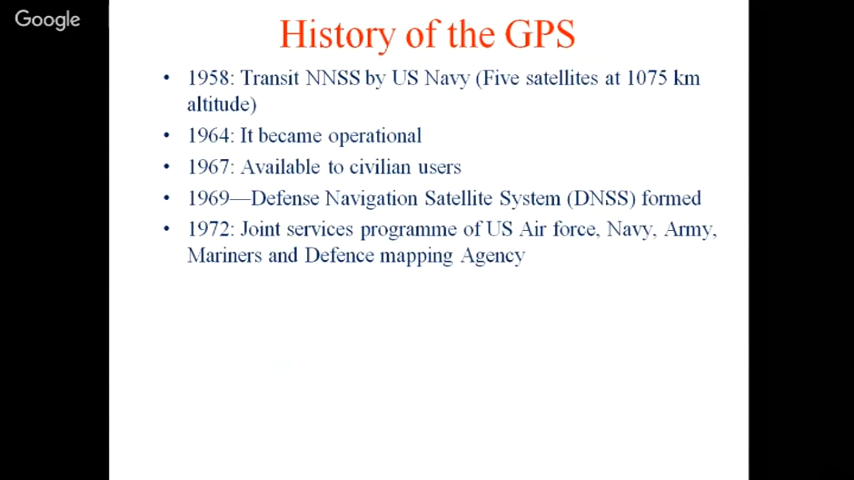 Google
History of the GPS
• 1958: Transit NNSS by US Navy (Five satellites at 1075 km
altitude)
• 1964: It became operational
• 1967: Available to civilian users
• 1969—Defense Navigation Satellite System (DNSS) formed
• 1972: Joint services programme of US Air force, Navy, Army,
Mariners and Defence mapping Agency